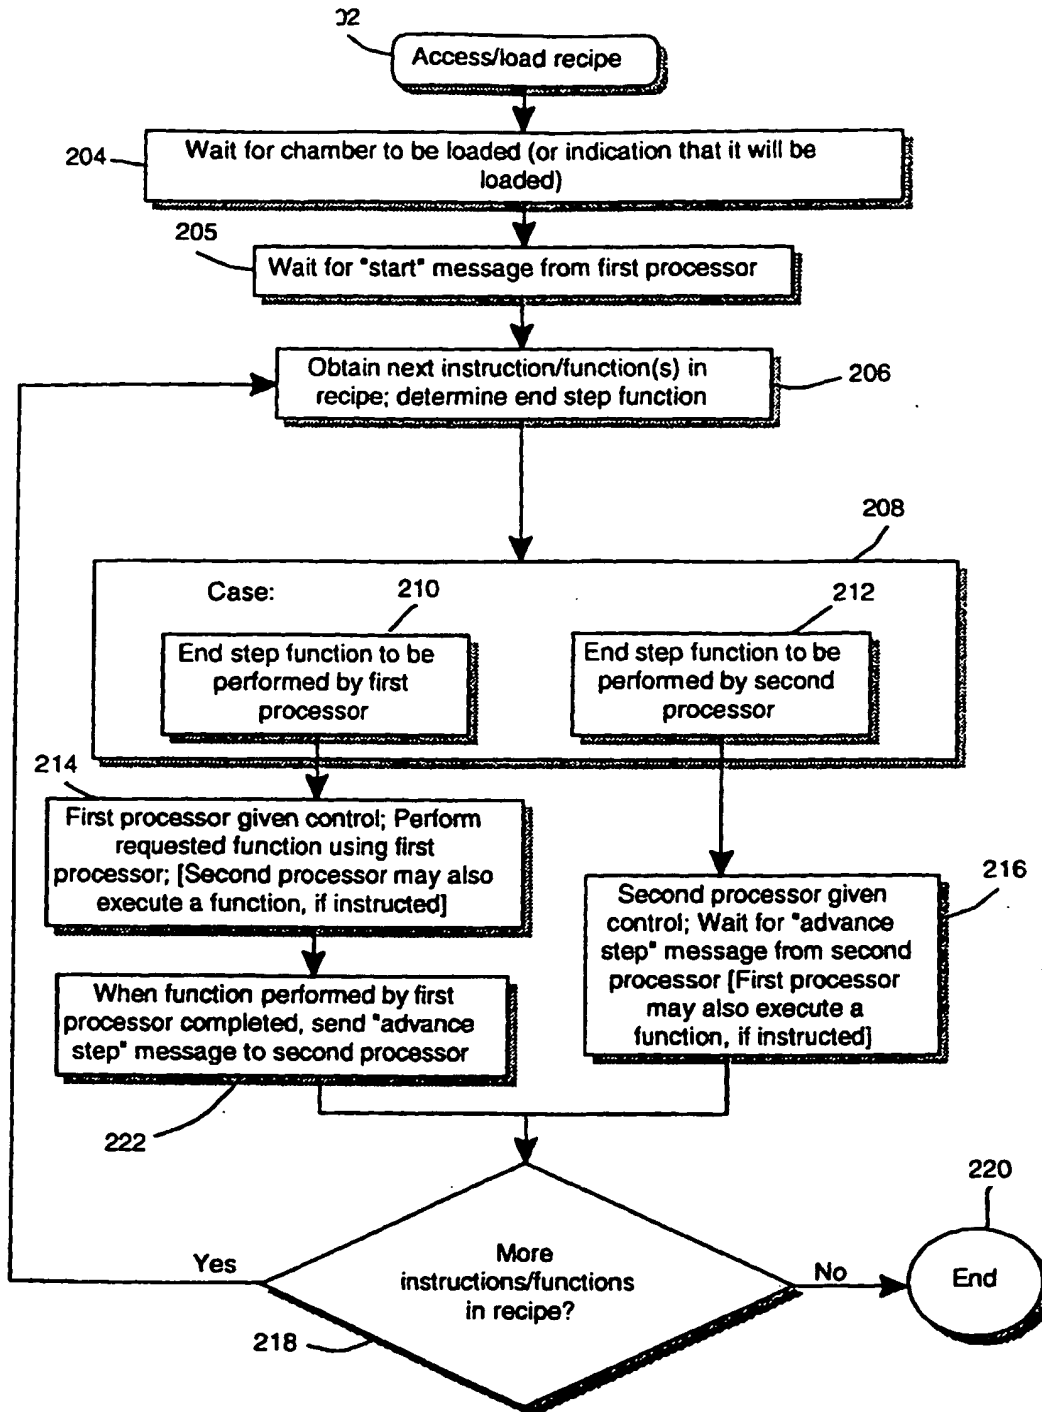 02
Access/load recipe
204
Wait for chamber to be loaded (or indication that it will be
loaded)
205
Wait for "start" message from first processor
Obtain next instruction/function(s) in
recipe; determine end step function
206
208
Case:
210
212
End step function to be
performed by first
processor
End step function to be
performed by second
processor
214
First processor given control; Perform
requested function using first
processor; [Second processor may also
execute a function, if instructed]
216
Second processor given
control; Wait for "advance
step" message from second
processor [First processor
may also execute a
function, if instructed]
When function performed by first
processor completed, send "advance
step" message to second processor
222
220
Yes
More
instructions/functions
in recipe?
No
End
218